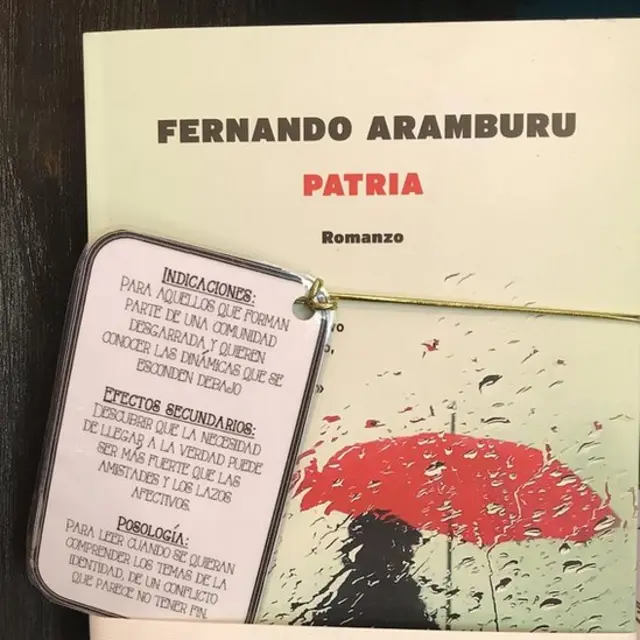 FERNANDO ARAMBURU
PATRIA
Romanzo
INDICACIONES:
PARA AQUELLOS QUE FORMAN
PARTE DE UNA COMUNIDAD
DESGARRADA Y QUIEREN
CONOCER LAS DINÁMICAS QUE SE
ESCONDEN DEBAJO
EFECTOS SECUNDARIOS:
DESCUBRIR QUE LA NECESIDAD
DE LLEGAR A LA VERDAD PUEDE
SER MÁS FUERTE QUE LAS
AMISTADES Y LOS LAZOS
AFECTIVOS.
POSOLOGÍA:
PARA LEER CUANDO SE QUIERAN
COMPRENDER LOS TEMAS DE LA
IDENTIDAD, DE UN CONFLICTO
QUE PARECE NO TENER FIN.